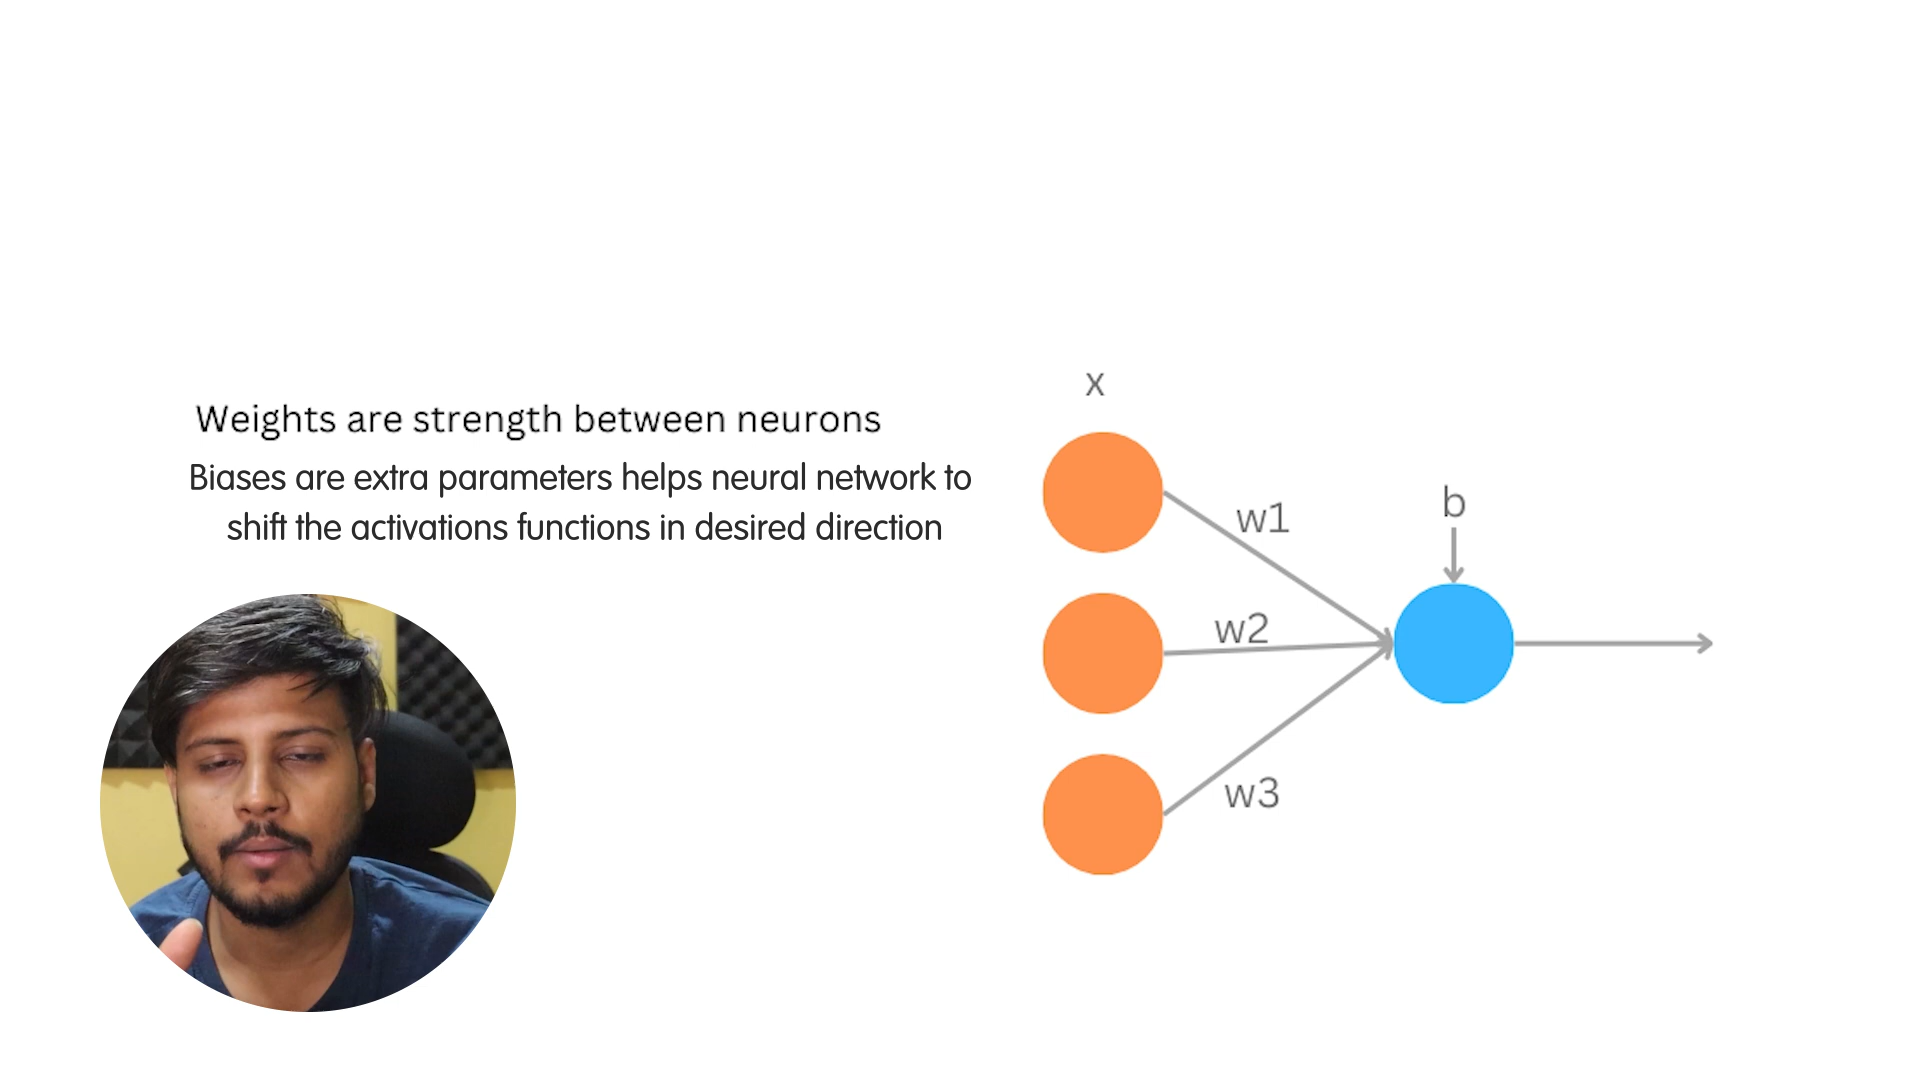 Weights are strength between neurons
Biases are extra parameters helps neural network to
shift the activations functions in desired direction
x
w1
b
w2
w3